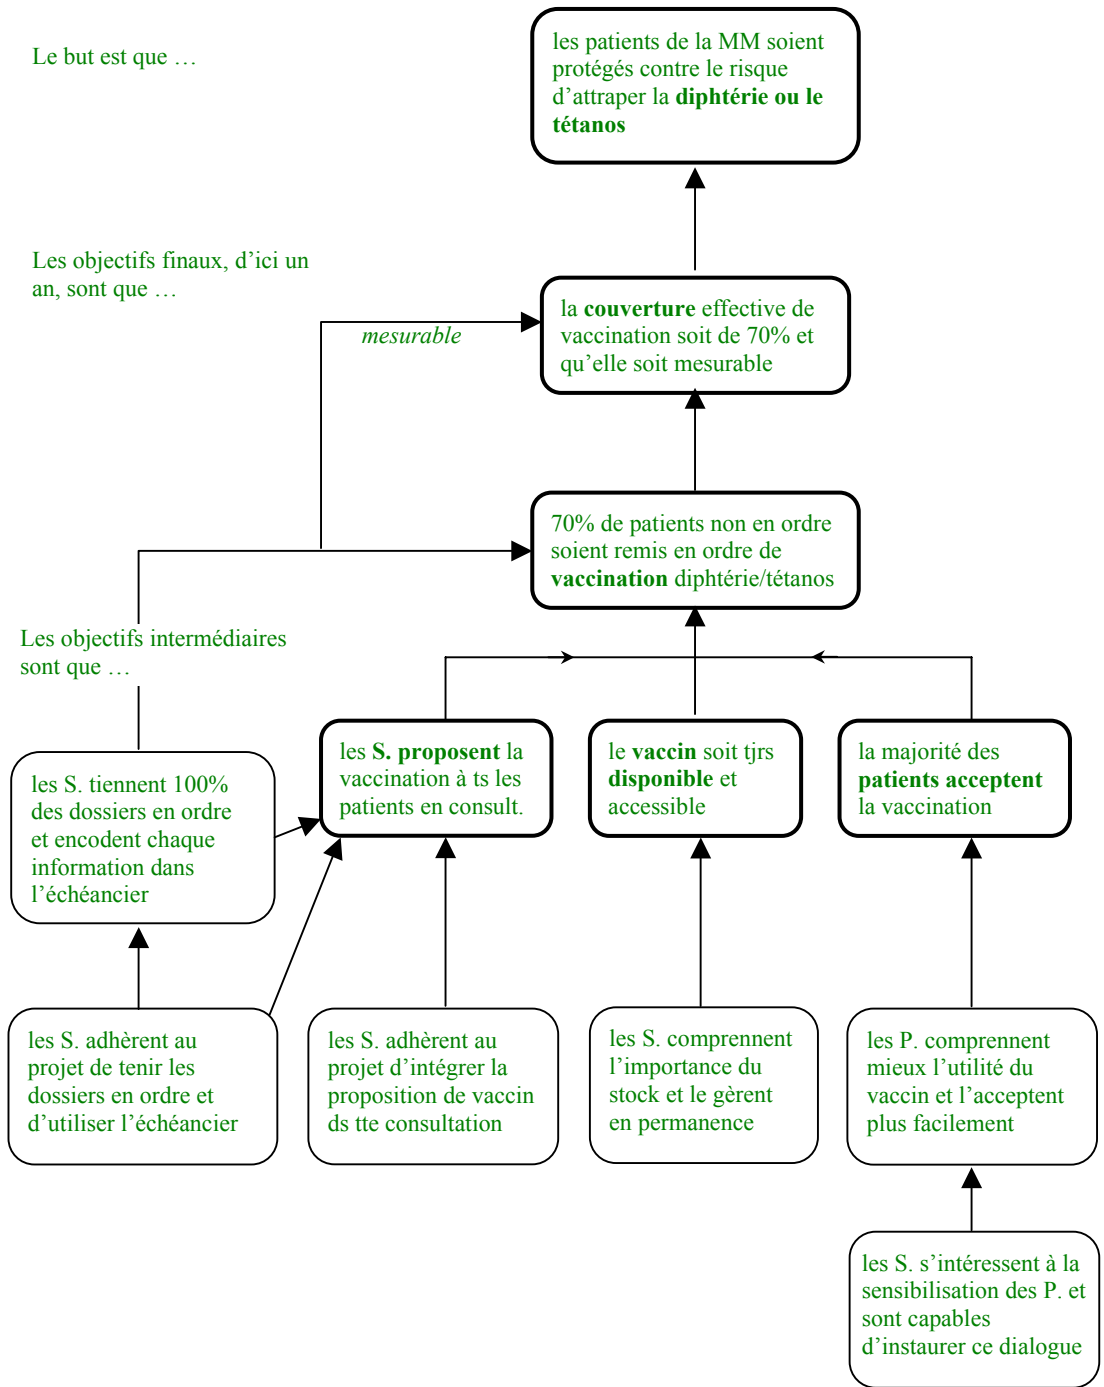 Le but est que …
les patients de la MM soient
protégés contre le risque
d’attraper la diphtérie ou le
tétanos
Les objectifs finaux, d’ici un
an, sont que …
la couverture effective de
vaccination soit de 70% et
qu’elle soit mesurable
mesurable
70% de patients non en ordre
soient remis en ordre de
vaccination diphtérie/tétanos
Les objectifs intermédiaires
sont que …
les S. tiennent 100%
des dossiers en ordre
et encodent chaque
information dans
l’échéancier
les S. proposent la
vaccination à ts les
patients en consult.
le vaccin soit tjrs
disponible et
accessible
la majorité des
patients acceptent
la vaccination
les S. adhèrent au
projet de tenir les
dossiers en ordre et
d’utiliser l’échéancier
les S. adhèrent au
projet d’intégrer la
proposition de vaccin
ds tte consultation
les S. comprennent
l’importance du
stock et le gèrent
en permanence
les P. comprennent
mieux l’utilité du
vaccin et l’acceptent
plus facilement
les S. s’intéressent à la
sensibilisation des P. et
sont capables
d’instaurer ce dialogue